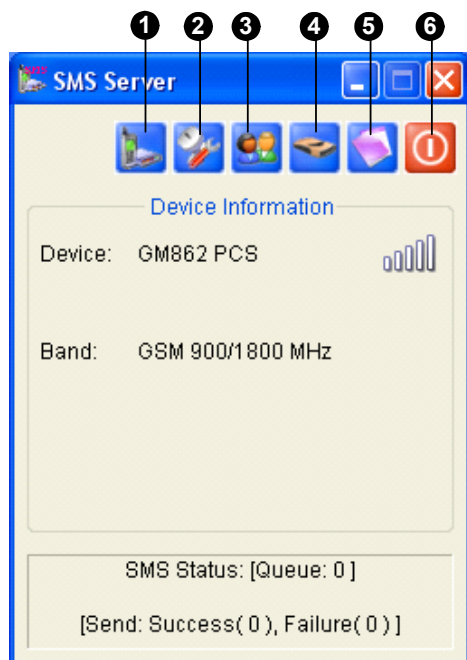 1 2 3 4 5 6
SMS Server
Device Information
Device: GM862 PCS
Band: GSM 900/1800 MHz
SMS Status: [Queue: 0 ]
[Send: Success( 0 ), Failure( 0 ) ]